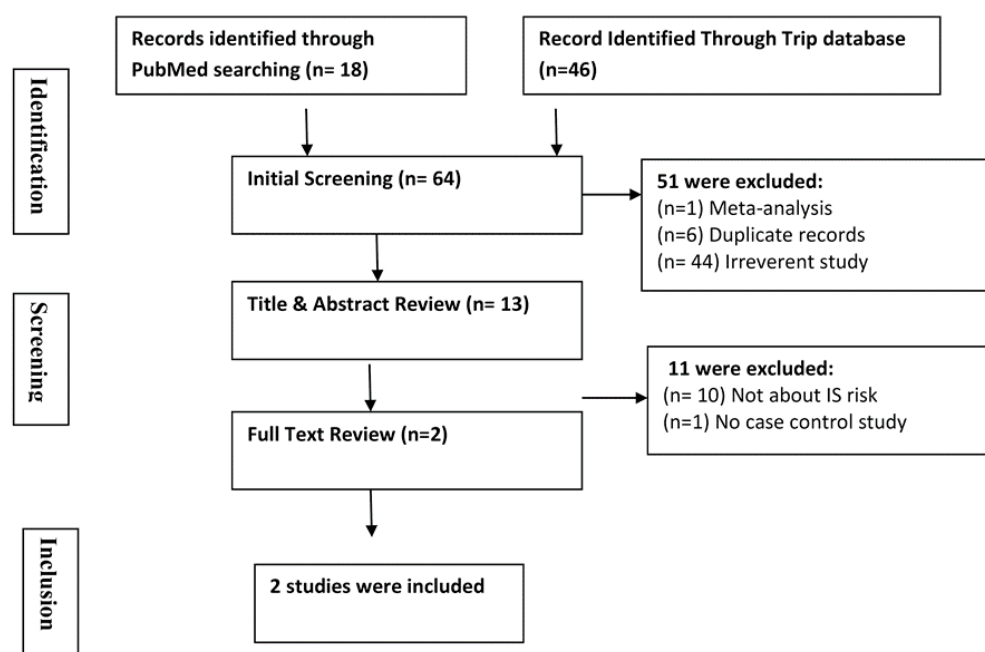 Records identified through
PubMed searching (n= 18)
Record Identified Through Trip database
(n=46)
Identification
Initial Screening (n= 64)
51 were excluded:
(n=1) Meta-analysis
(n=6) Duplicate records
(n= 44) Irreverent study
Screening
Title & Abstract Review (n= 13)
11 were excluded:
(n= 10) Not about IS risk
(n=1) No case control study
Full Text Review (n=2)
Inclusion
2 studies were included